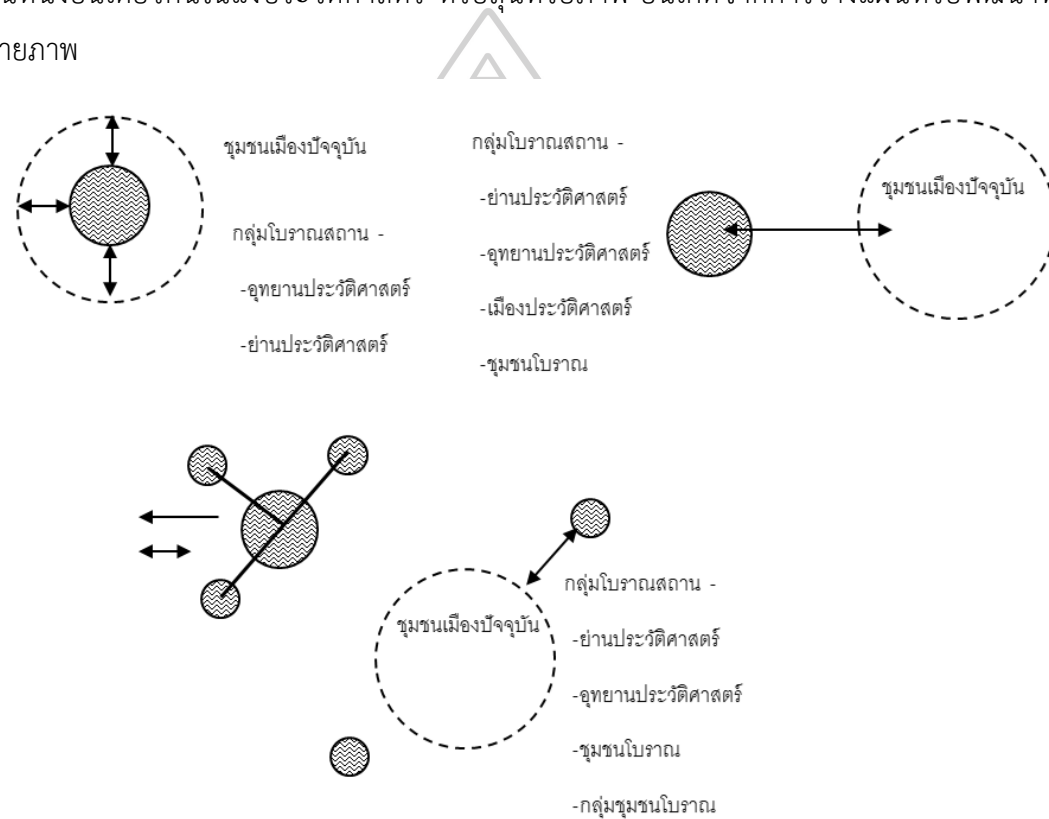 ายภาพ
ชุมชนเมืองปัจจุบัน
กลุ่มโบราณสถาน -
-อุทยานประวัติศาสตร์
-ย่านประวัติศาสตร์
กลุ่มโบราณสถาน -
-ย่านประวัติศาสตร์
-อุทยานประวัติศาสตร์
-เมืองประวัติศาสตร์
-ชุมชนโบราณ
ชุมชนเมืองปัจจุบัน
ชุมชนเมืองปัจจุบัน
กลุ่มโบราณสถาน -
-ย่านประวัติศาสตร์
-อุทยานประวัติศาสตร์
-ชุมชนโบราณ
-กลุ่มชุมชนโบราณ